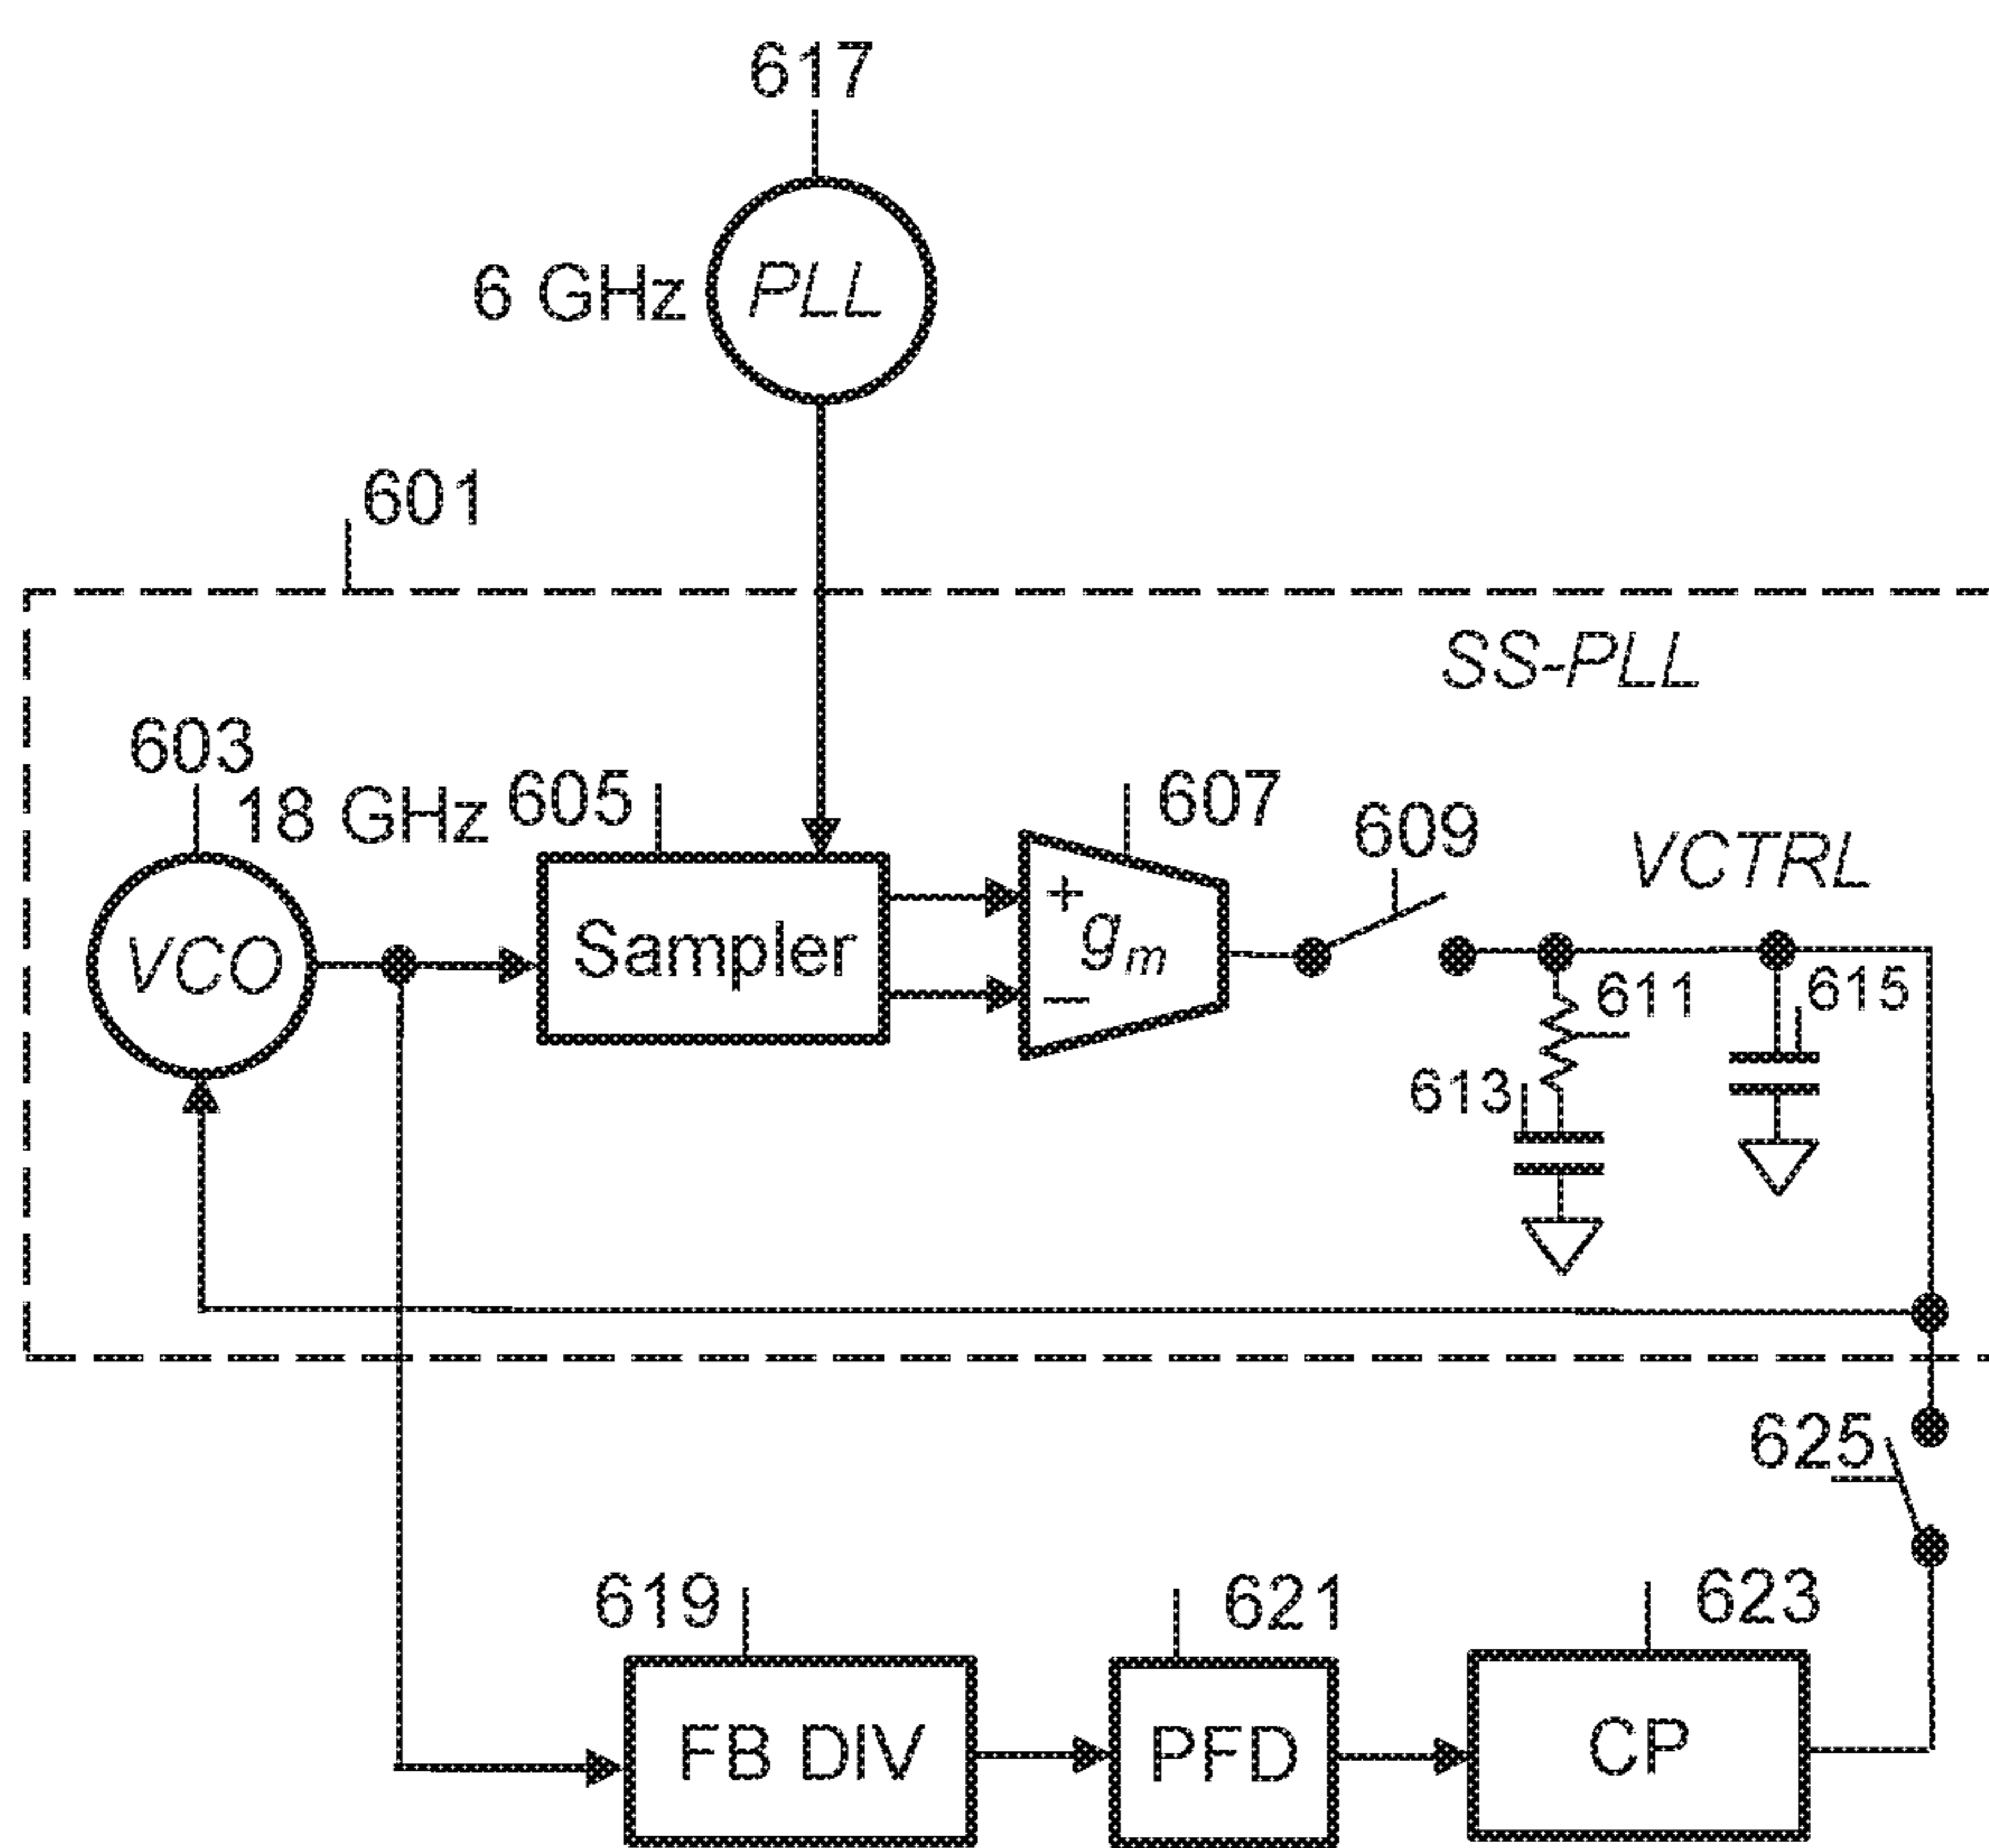 617
6 GHz PLL
601
SS-PLL
603
18 GHz
605
607
609
VCTRL
VCO
Sampler
+
gm
−
611
615
613
625
619
621
623
FB DIV
PFD
CP